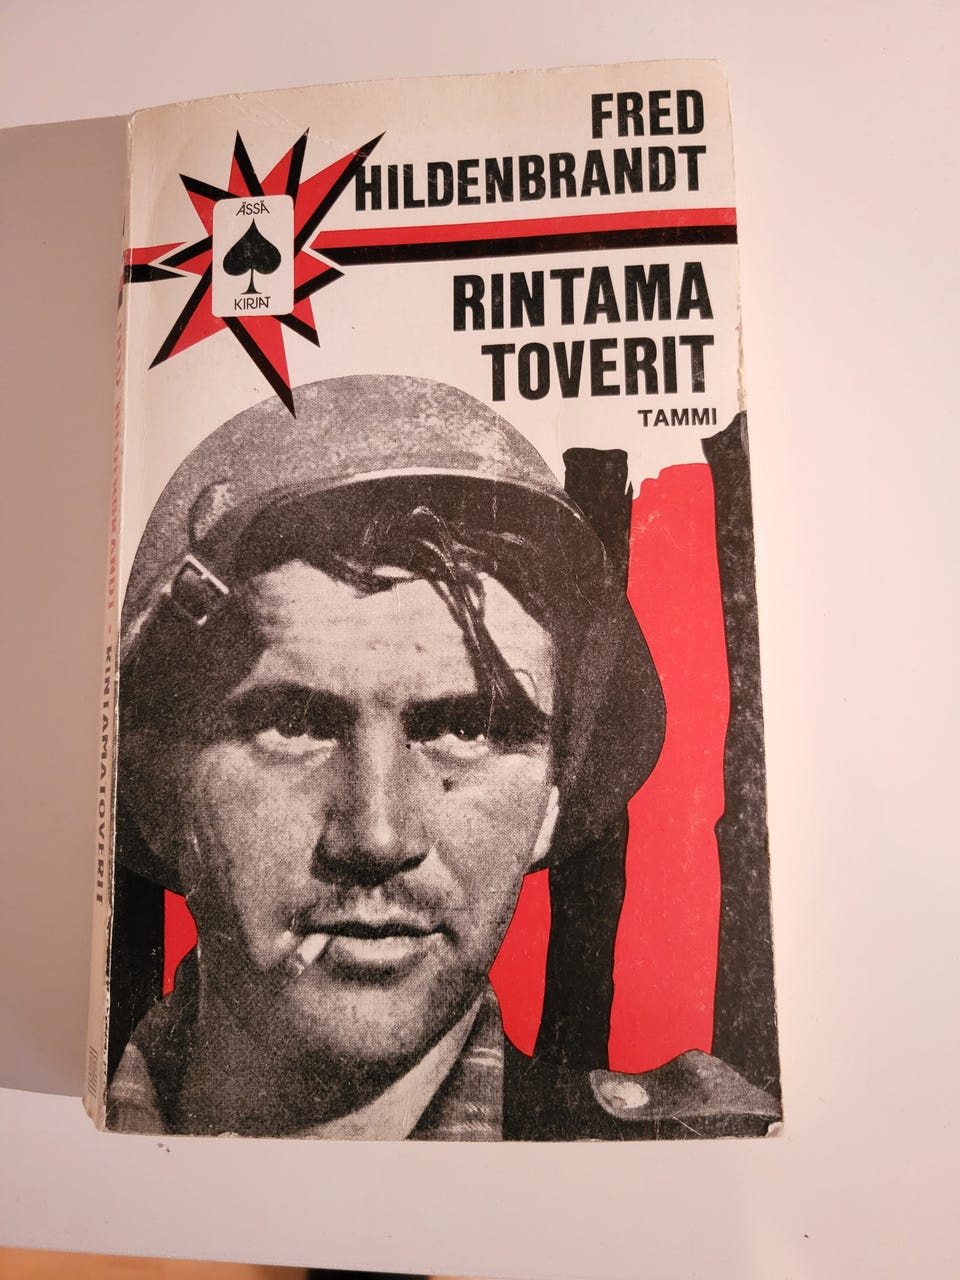 FRED
HILDENBRANDT
ÄSSÄ
KIRJAT
RINTAMA
TOVERIT
TAMMI
FRED HILDENBRANDT - RINTAMATOVERIT